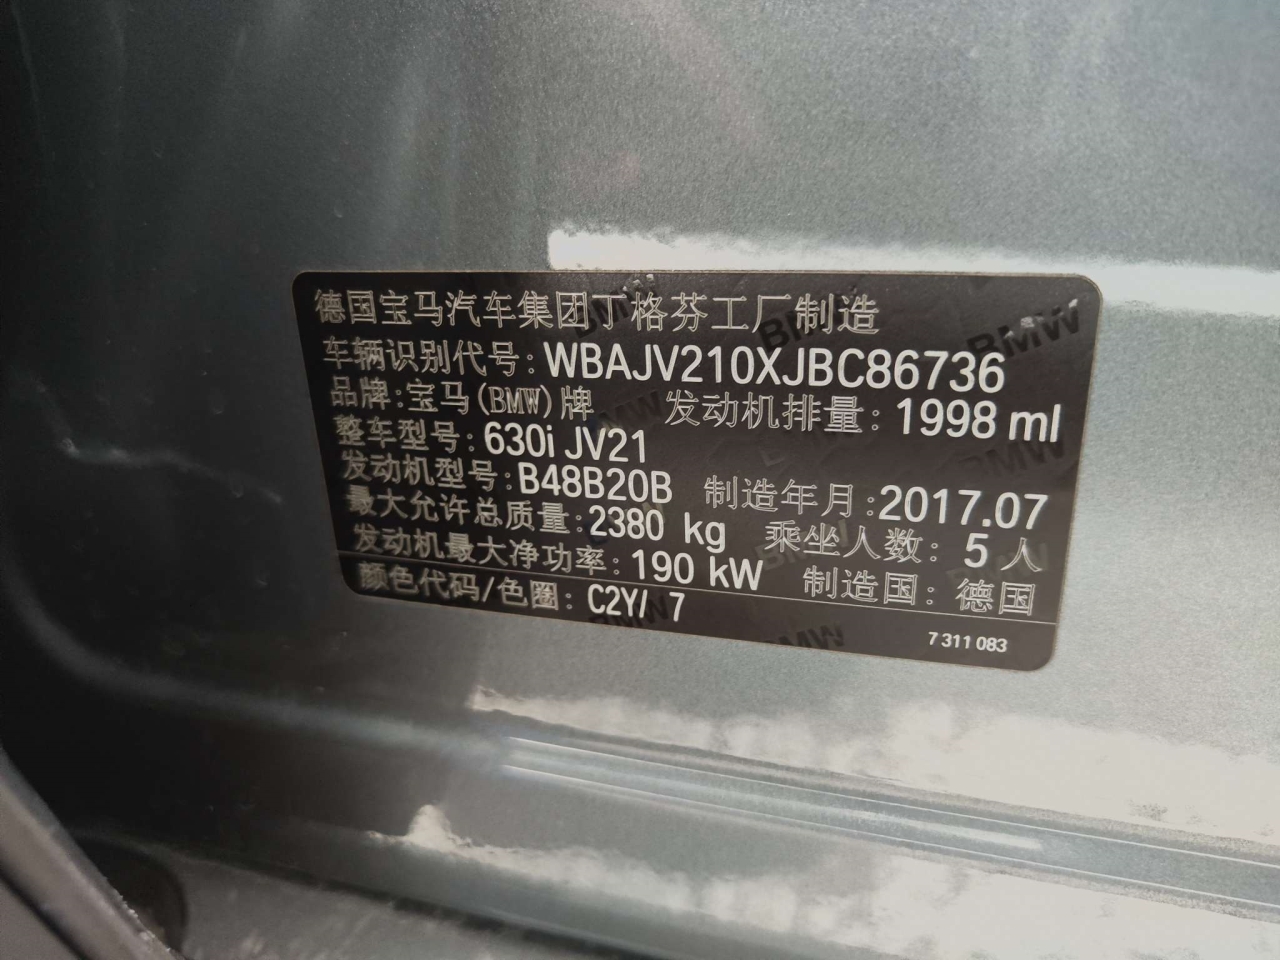 德国宝马汽车集团丁格芬工厂制造
车辆识别代号: WBAJV210XJBC86736
品牌: 宝马(BMW)牌 发动机排量: 1998 ml
整车型号: 630i JV21
发动机型号: B48B20B 制造年月: 2017.07
最大允许总质量: 2380 kg 乘坐人数: 5 人
发动机最大净功率: 190 kW 制造国: 德国
颜色代码/色圈: C2Y/ 7
7 311 083